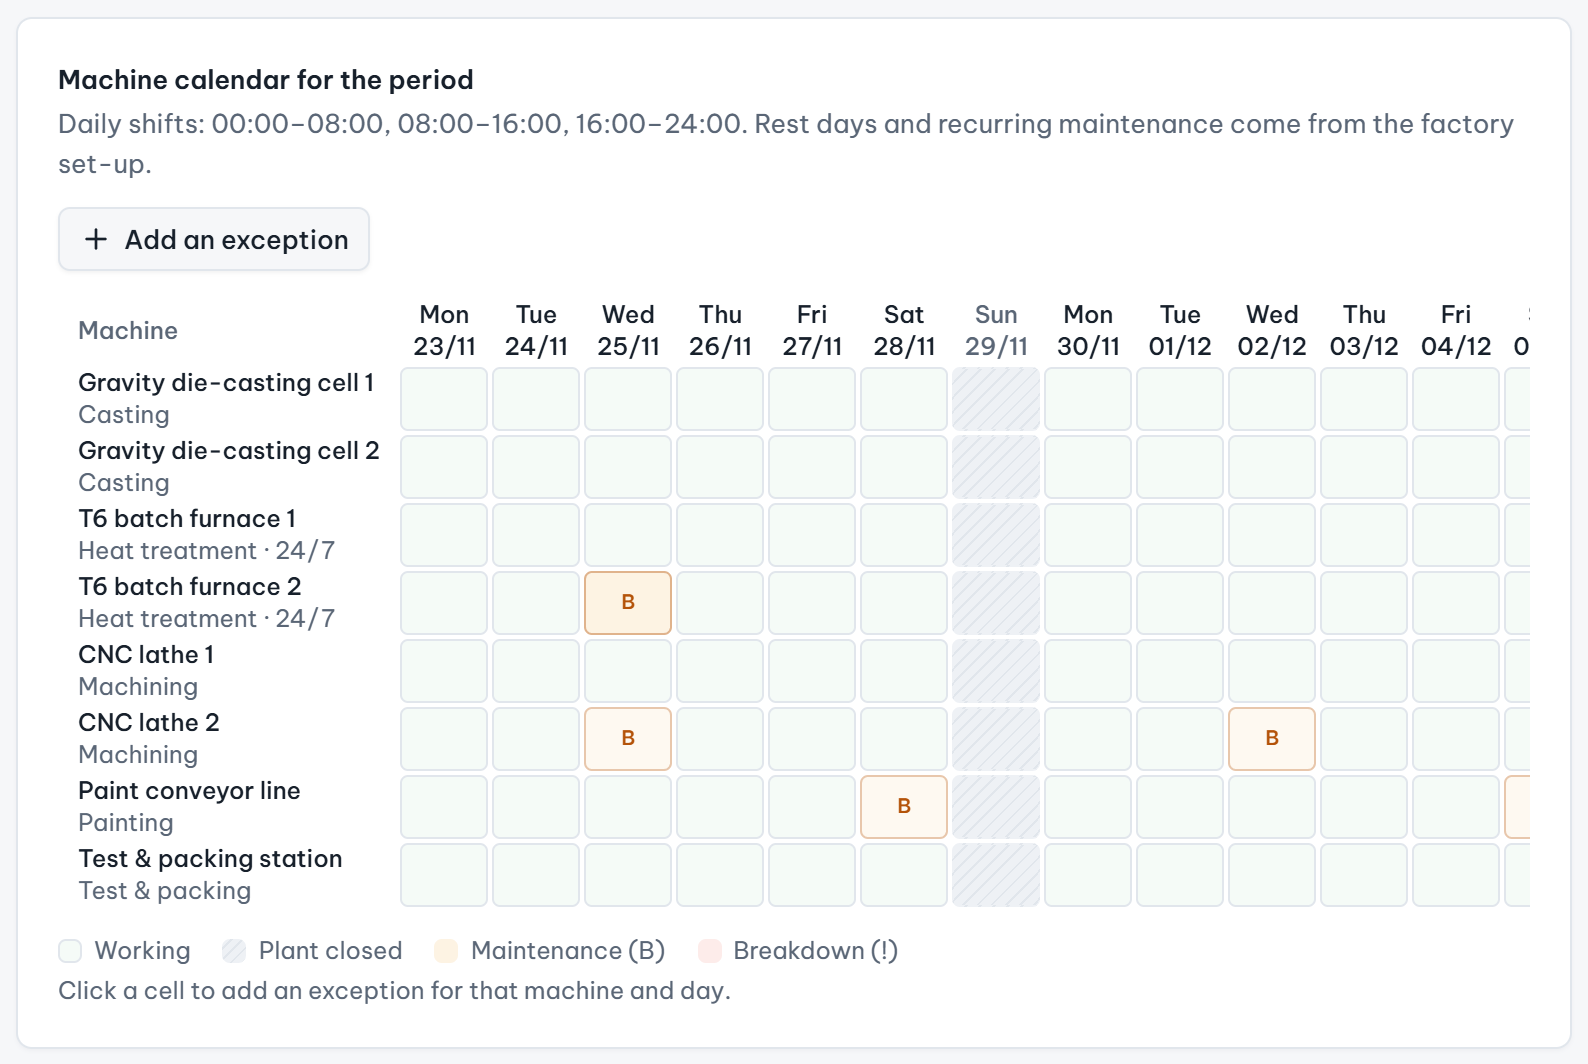 Machine calendar for the period
Daily shifts: 00:00–08:00, 08:00–16:00, 16:00–24:00. Rest days and recurring maintenance come from the factory
set-up.
+ Add an exception
Machine Mon 23/11 Tue 24/11 Wed 25/11 Thu 26/11 Fri 27/11 Sat 28/11 Sun 29/11 Mon 30/11 Tue 01/12 Wed 02/12 Thu 03/12 Fri 04/12
Gravity die-casting cell 1
Casting
Gravity die-casting cell 2
Casting
T6 batch furnace 1
Heat treatment · 24/7
T6 batch furnace 2
Heat treatment · 24/7
B
CNC lathe 1
Machining
CNC lathe 2
Machining
B B
Paint conveyor line
Painting
B
Test & packing station
Test & packing
Working Plant closed Maintenance (B) Breakdown (!)
Click a cell to add an exception for that machine and day.